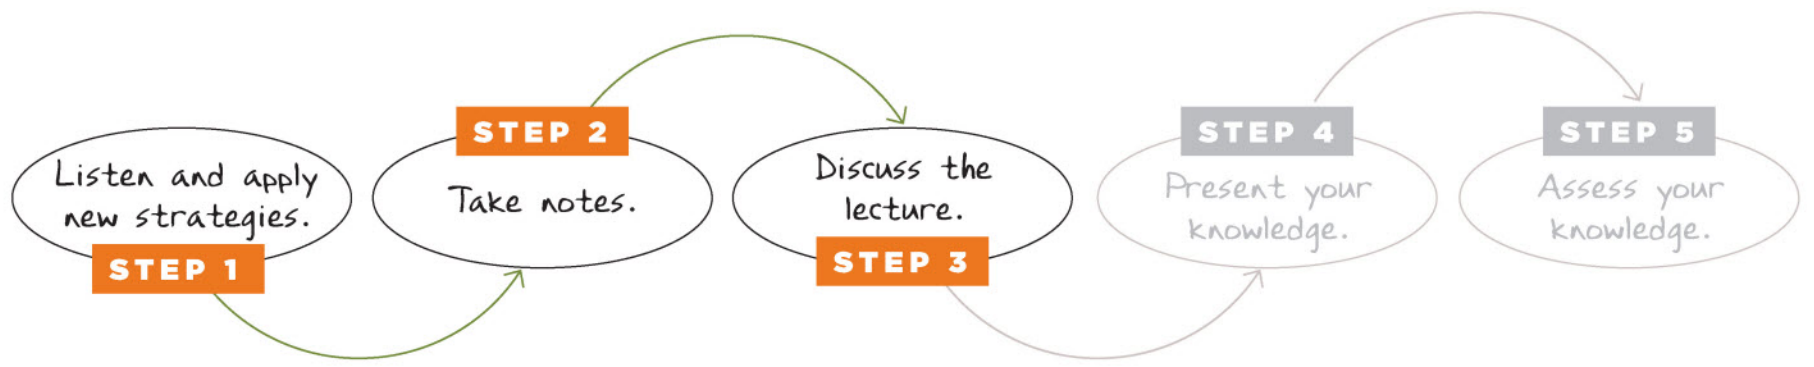 Listen and apply
new strategies.
STEP 1
STEP 2
Take notes.
Discuss the
lecture.
STEP 3
STEP 4
Present your
knowledge.
STEP 5
Assess your
knowledge.